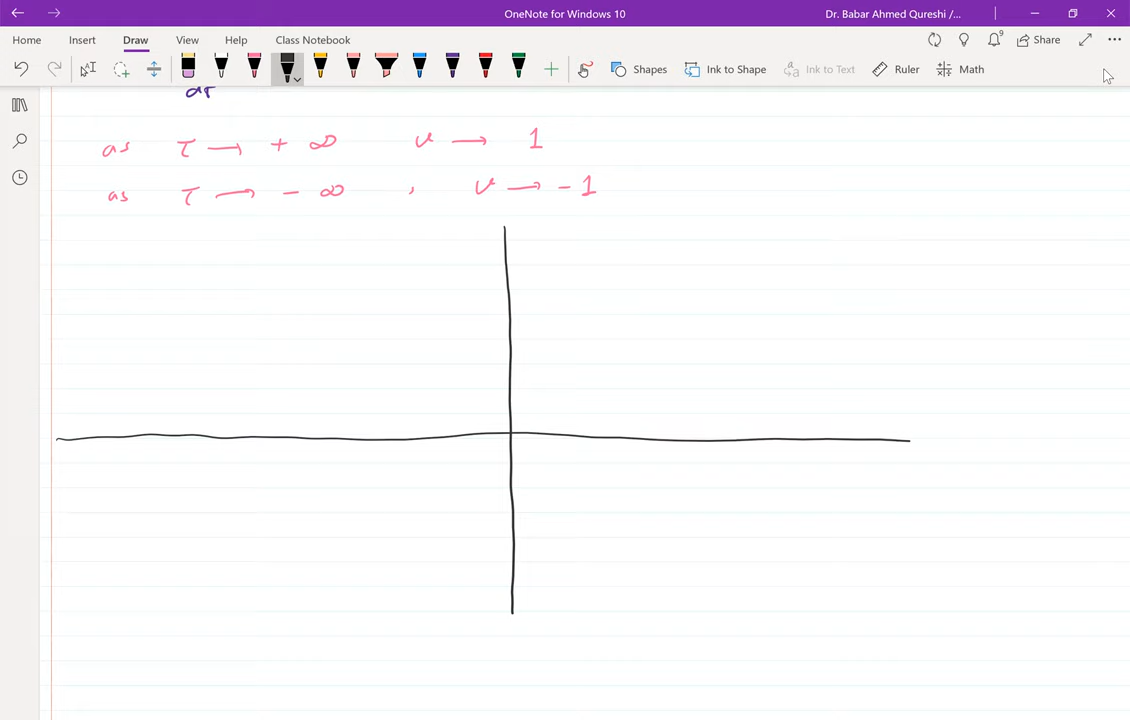 OneNote for Windows 10
Dr. Babar Ahmed Qureshi /...
Home Insert Draw View Help Class Notebook
9 Share
Shapes Ink to Shape Ink to Text Ruler Math
as τ → + ∞ v → 1
as τ → - ∞ , v → - 1